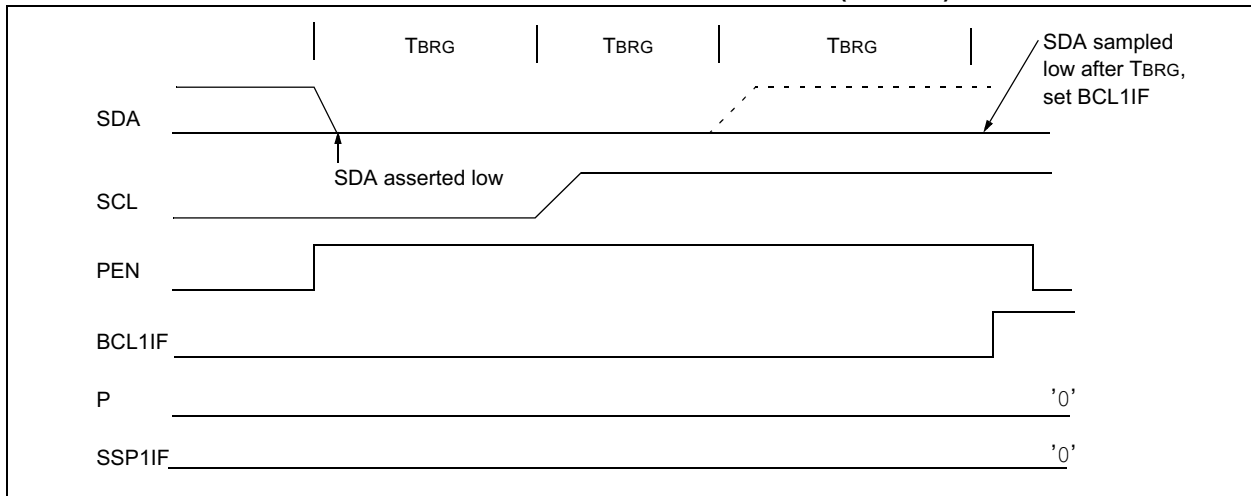 TBRG TBRG TBRG
SDA sampled
low after TBRG,
set BCL1IF
SDA
SDA asserted low
SCL
PEN
BCL1IF
P
'0'
SSP1IF
'0'